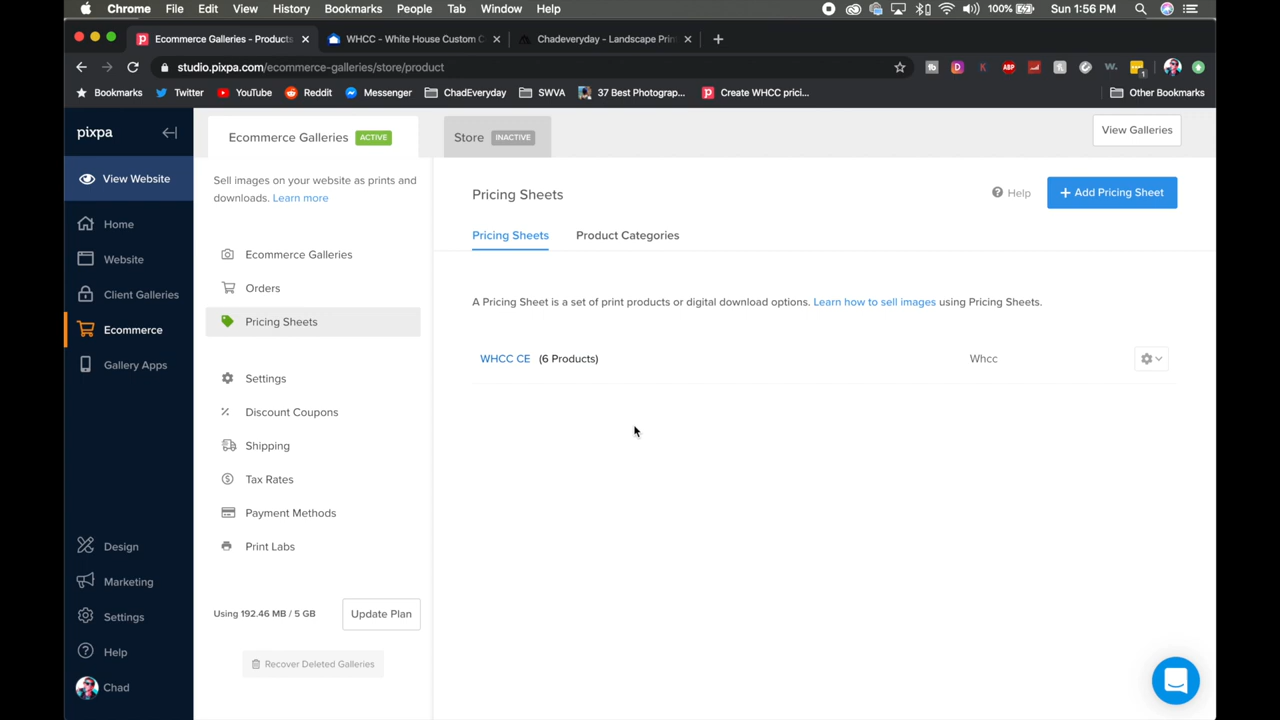 Chrome File Edit View History Bookmarks People Tab Window Help 100% Sun 1:56 PM
Ecommerce Galleries - Products WHCC - White House Custom C Chadeveryday - Landscape Prin
studio.pixpa.com/ecommerce-galleries/store/product
ABP
1
Bookmarks Twitter YouTube Reddit Messenger ChadEveryday SWVA 37 Best Photograp... Create WHCC prici... Other Bookmarks
pixpa
Ecommerce Galleries ACTIVE
Store INACTIVE
View Galleries
View Website
Home
Website
Client Galleries
Ecommerce
Gallery Apps
Design
Marketing
Settings
Help
Chad
Sell images on your website as prints and
downloads. Learn more
Ecommerce Galleries
Orders
Pricing Sheets
Settings
Discount Coupons
Shipping
Tax Rates
Payment Methods
Print Labs
Using 192.46 MB / 5 GB Update Plan
Recover Deleted Galleries
Pricing Sheets
Help
+ Add Pricing Sheet
Pricing Sheets Product Categories
A Pricing Sheet is a set of print products or digital download options. Learn how to sell images using Pricing Sheets.
WHCC CE (6 Products) Whcc